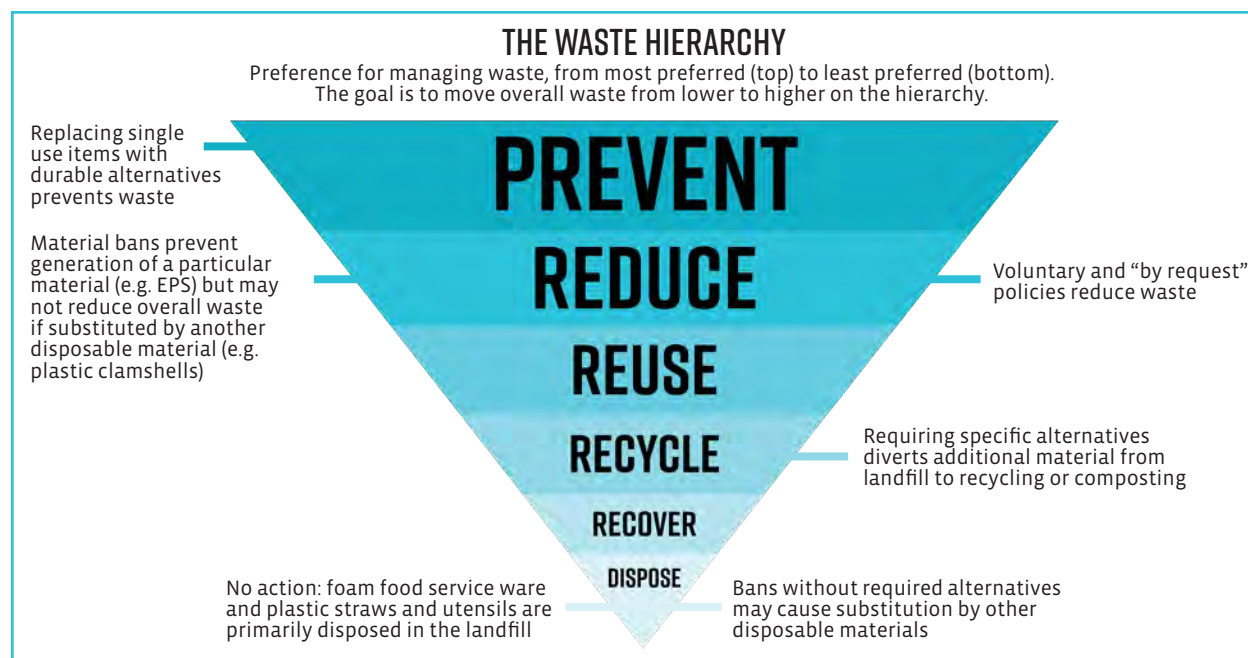 THE WASTE HIERARCHY
Preference for managing waste, from most preferred (top) to least preferred (bottom).
The goal is to move overall waste from lower to higher on the hierarchy.
Replacing single
use items with
durable alternatives
prevents waste
PREVENT
Material bans prevent
generation of a particular
material (e.g. EPS) but may
not reduce overall waste
if substituted by another
disposable material (e.g.
plastic clamshells)
REDUCE
Voluntary and “by request”
policies reduce waste
REUSE
RECYCLE
Requiring specific alternatives
diverts additional material from
landfill to recycling or composting
RECOVER
DISPOSE
No action: foam food service ware
and plastic straws and utensils are
primarily disposed in the landfill
Bans without required alternatives
may cause substitution by other
disposable materials